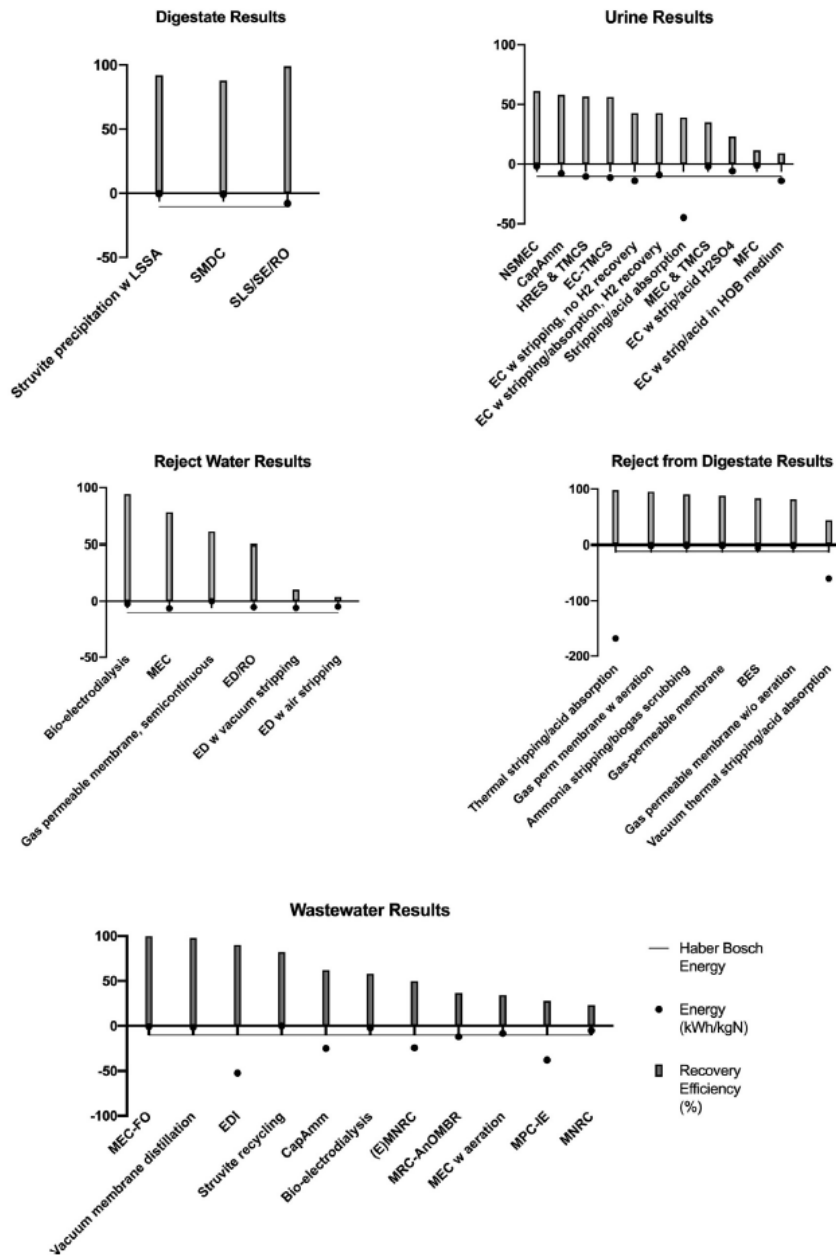 Digestate Results
100
50
0
-50
Struvite precipitation w LSSA
SMDC
SLS/SE/RO
Urine Results
100
50
0
-50
NSMEC
CapAmm
HRES & TMCS
EC-TMCS
EC w stripping, no H2 recovery
EC w stripping/absorption, H2 recovery
Stripping/acid absorption
MEC & TMCS
EC w strip/acid H2SO4
MFC
EC w strip/acid in HOB medium
Reject Water Results
100
50
0
-50
Bio-electrodialysis
MEC
Gas permeable membrane, semicontinuous
ED/RO
ED w vacuum stripping
ED w air stripping
Reject from Digestate Results
100
0
-100
-200
Thermal stripping/acid absorption
Gas perm membrane w aeration
Ammonia stripping/biogas scrubbing
Gas-permeable membrane
BES
Gas permeable membrane w/o aeration
Vacuum thermal stripping/acid absorption
Wastewater Results
100
50
0
-50
-100
MEC-FO
Vacuum membrane distillation
EDI
Struvite recycling
CapAmm
Bio-electrodialysis
(E)MNRC
MRC-AnOMBR
MEC w aeration
MPC-IE
MNRC
Haber Bosch
Energy
Energy
(kWh/kgN)
Recovery
Efficiency
(%)